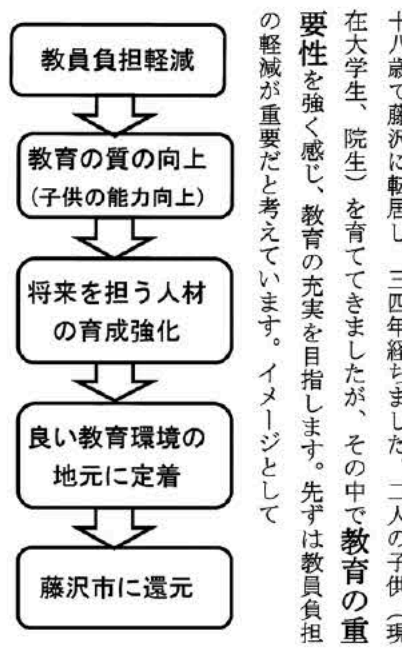 十八歳で藤沢に転居し、三四年経ちました。二人の子供（現
在大学生、院生）を育ててきましたが、その中で教育の重
要性を強く感じ、教育の充実を目指します。先ずは教員負担
の軽減が重要だと考えています。イメージとして
教員負担軽減
教育の質の向上
(子供の能力向上)
将来を担う人材
の育成強化
良い教育環境の
地元に定着
藤沢市に還元